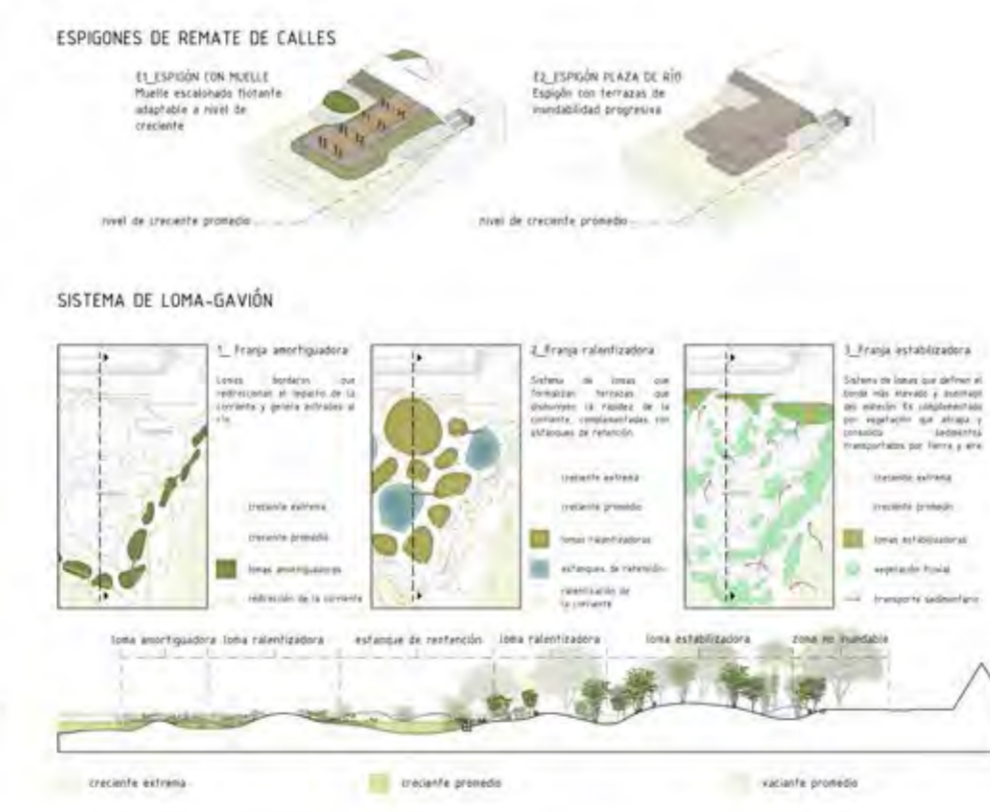 ESPIGONES DE REMATE DE CALLES
E1_ESPIGÓN CON MUELLE
Muelle escalonado flotante
adaptable a nivel de
creciente
nivel de creciente promedio
E2_ESPIGÓN PLAZA DE RÍO
Espigón con terrazas de
inundabilidad progresiva
nivel de creciente promedio
SISTEMA DE LOMA-GAVIÓN
1_ Franja amortiguadora
Lomas bordaras que
redireccionan el impacto de la
corriente y genera entradas al
río
creciente extrema
creciente promedio
lomas amortiguadoras
redirección de la corriente
2_Franja ralentizadora
Sistema de lomas que
formalizan terrazas que
disminuyen la rapidez de la
corriente, complementadas con
estanques de retención
creciente extrema
creciente promedio
lomas ralentizadoras
estanques de retención
ralentización de
la corriente
3_Franja estabilizadora
Sistema de lomas que definen el
borde más elevado y
del malecón. Es complementado
por vegetación que atrapa y
consolida sedimentos
transportados por tierra y aire
creciente extrema
creciente promedio
lomas estabilizadoras
vegetación fluvial
transporte sedimentario
loma amortiguadora loma ralentizadora estanque de rentención loma ralentizadora loma estabilizadora zona no inundable
creciente extrema creciente promedio vaciante promedio